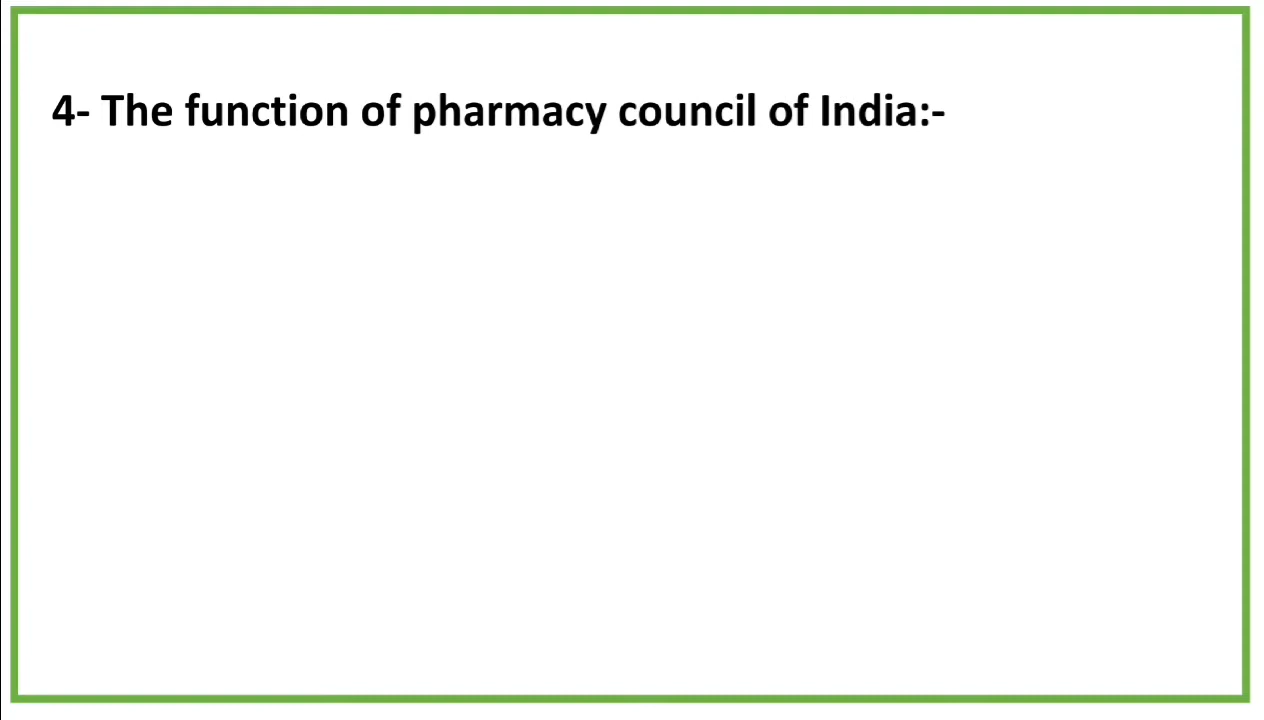 4- The function of pharmacy council of India:-